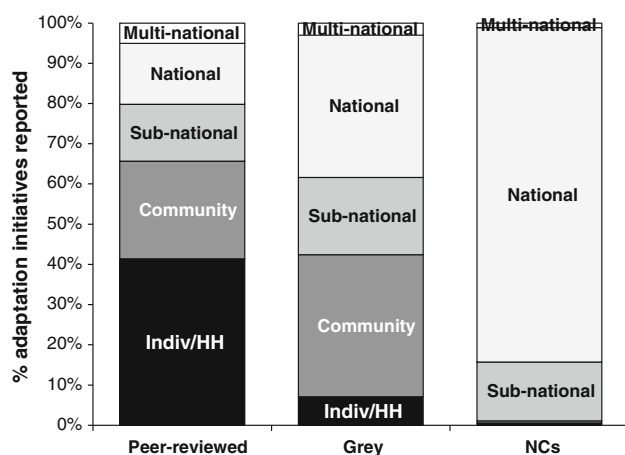 % adaptation initiatives reported
100%
90%
80%
70%
60%
50%
40%
30%
20%
10%
0%
Multi-national
National
Sub-national
Community
Indiv/HH
Multi-national
National
Sub-national
Community
Indiv/HH
Multi-national
National
Sub-national
Peer-reviewed
Grey
NCs